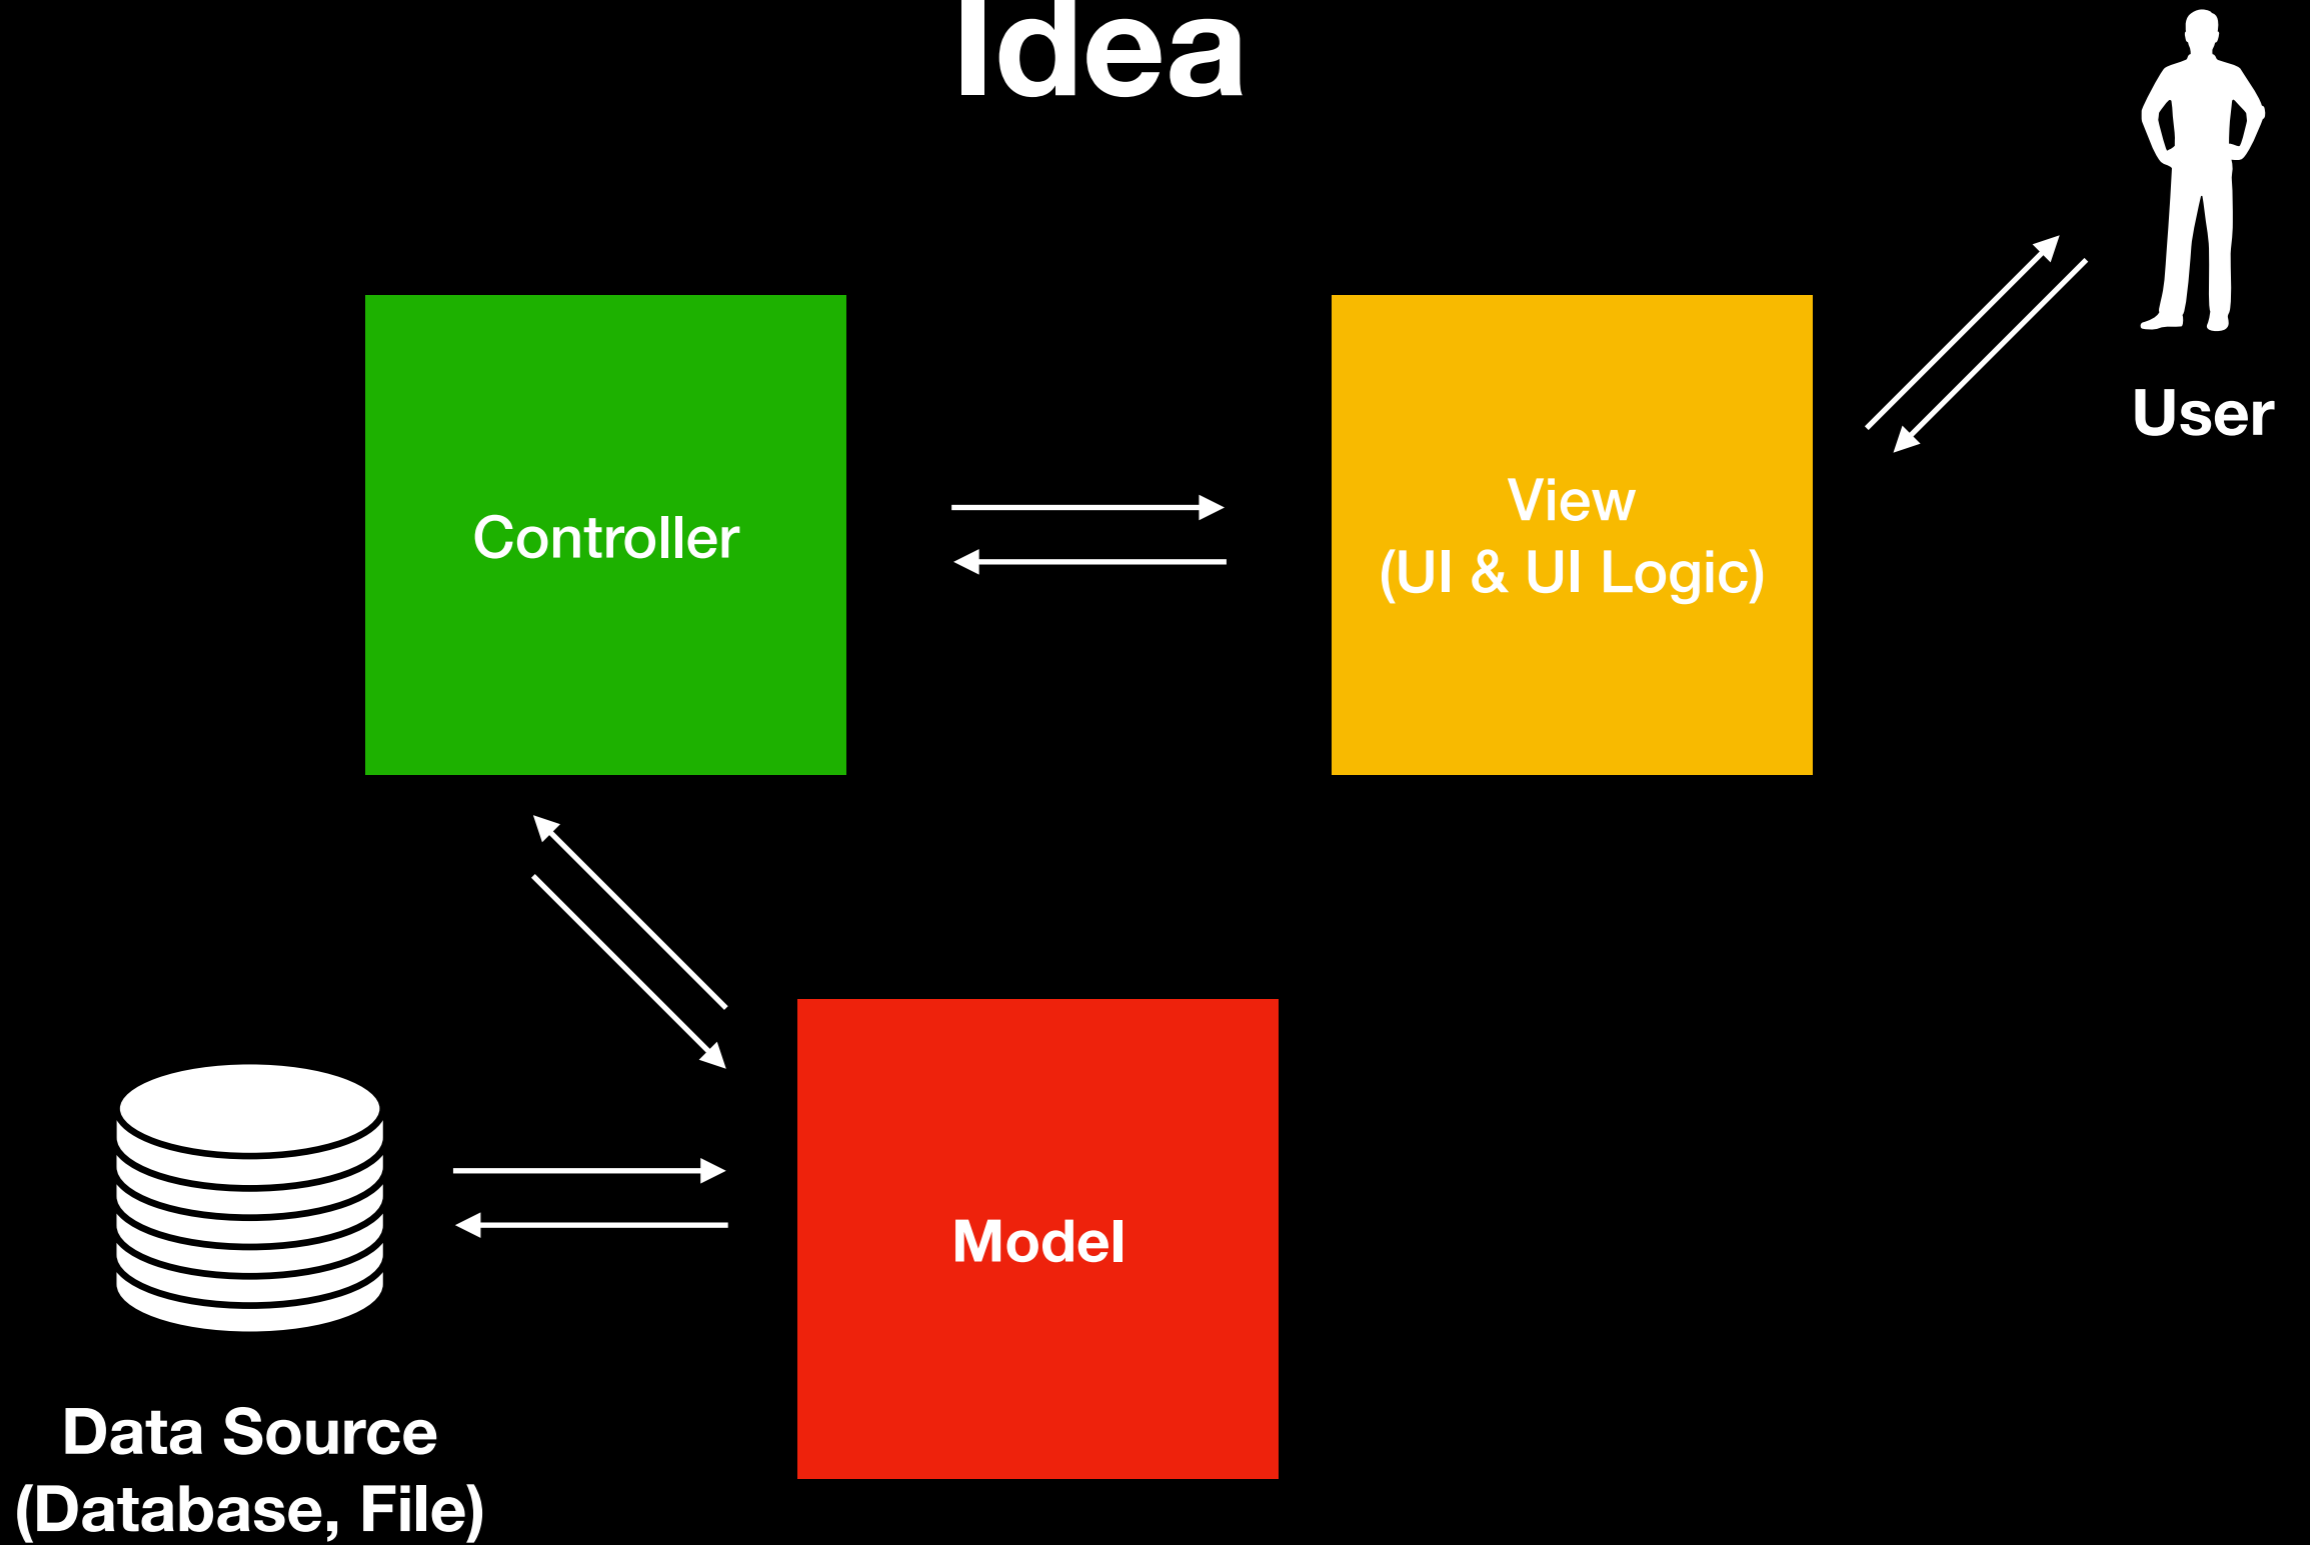 Idea
User
Controller
View
(UI & UI Logic)
Model
Data Source
(Database, File)